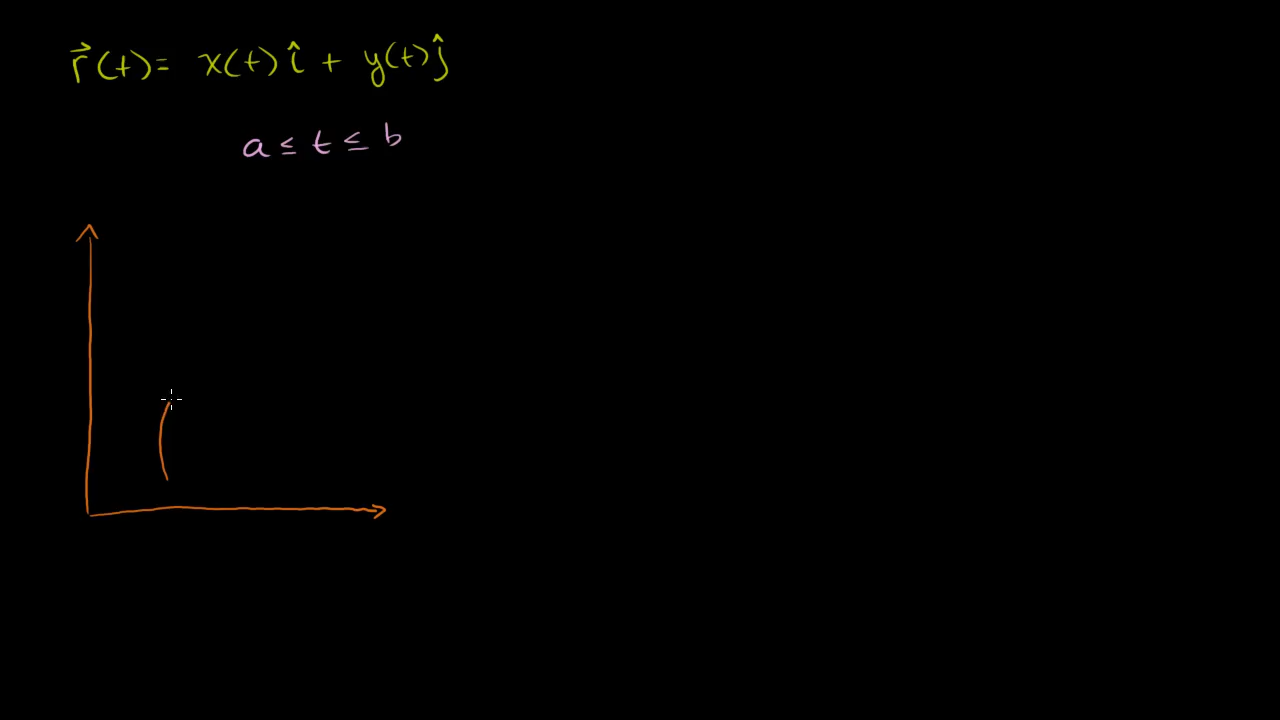 r⃗(t)= x(t)î + y(t)ĵ
a ≤ t ≤ b